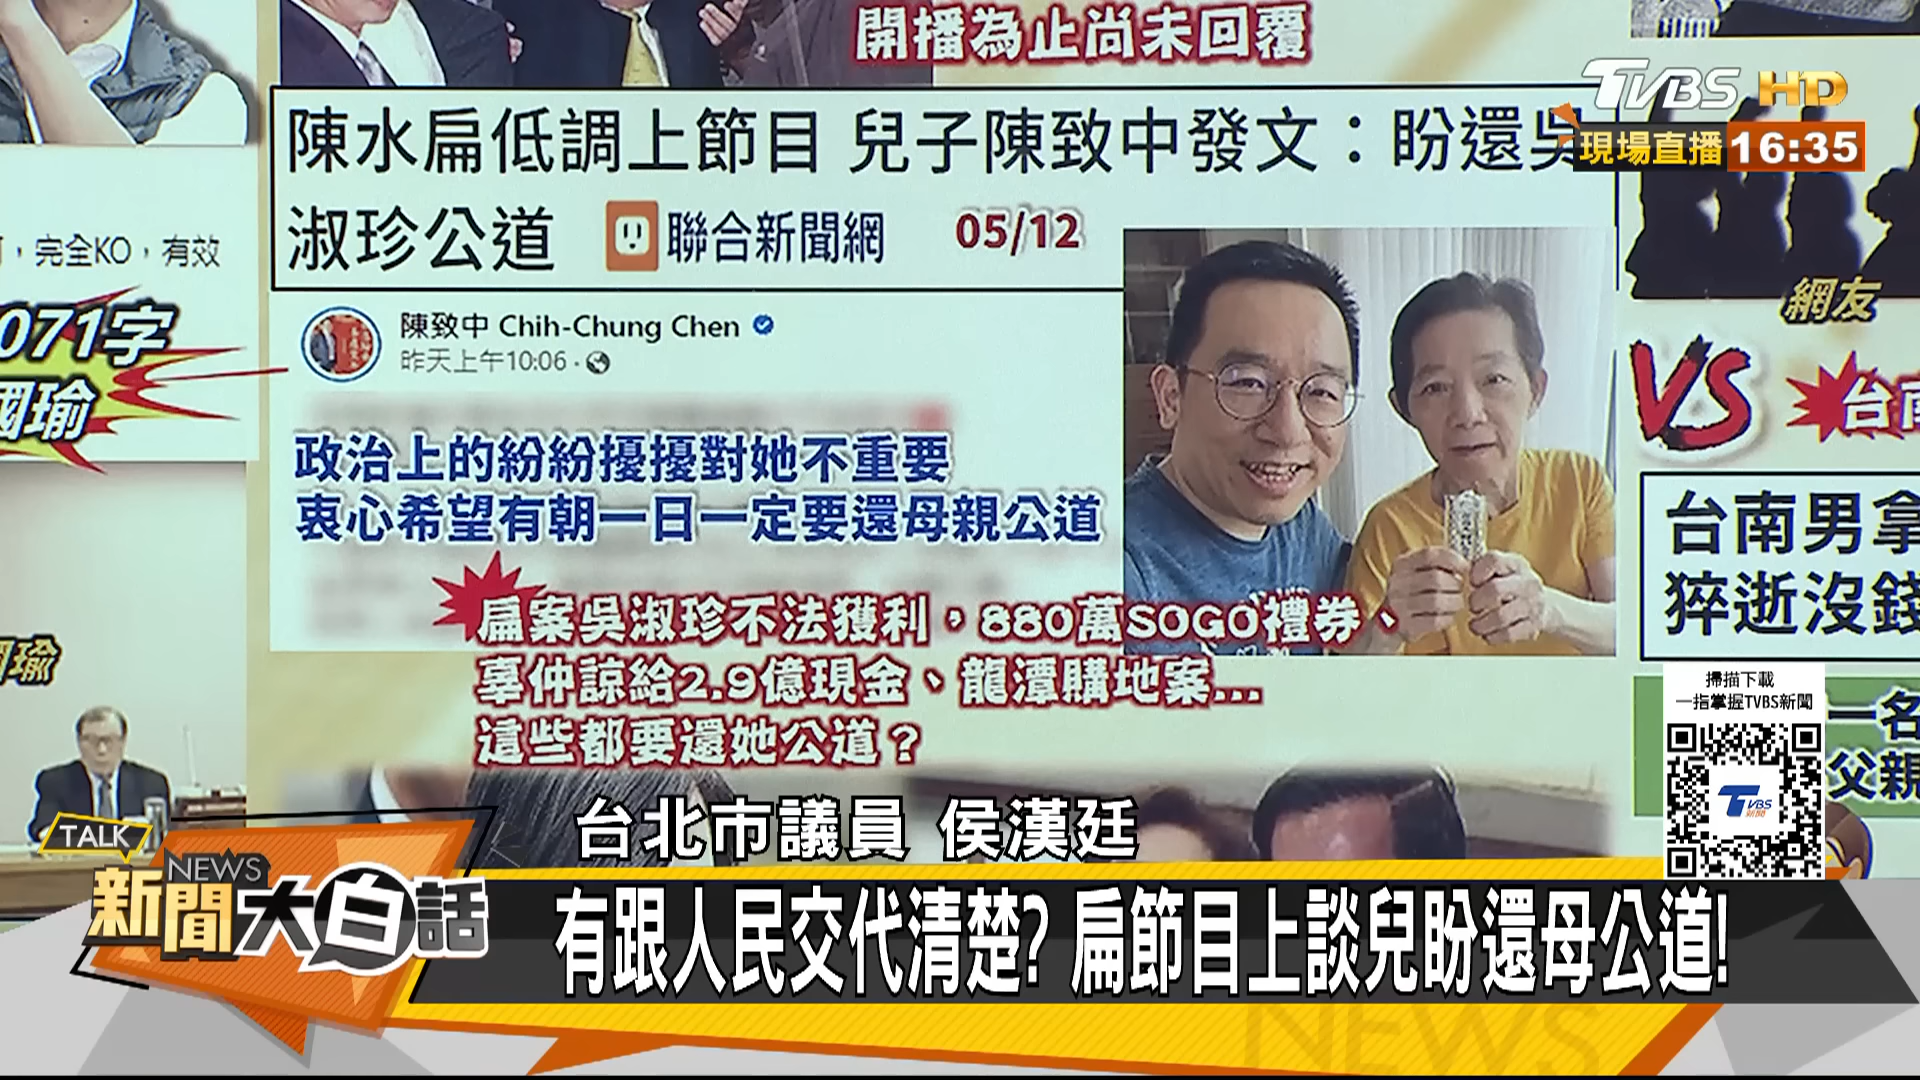 開播為止尚未回覆
TVBS HD
現場直播 16:35
陳水扁低調上節目 兒子陳致中發文：盼還吳
淑珍公道 聯合新聞網 05/12
，完全KO，有效
071字
國瑜
陳致中 Chih-Chung Chen
昨天上午10:06
政治上的紛紛擾擾對她不重要
衷心希望有朝一日一定要還母親公道
扁案吳淑珍不法獲利，880萬SOGO禮券、
辜仲諒給2.9億現金、龍潭購地案...
這些都要還她公道？
網友
VS
台南
台南男拿
猝逝沒錢
掃描下載
一指掌握TVBS新聞
TVBS
新聞
一名
父親
台北市議員 侯漢廷
TALK
NEWS
新聞大白話
有跟人民交代清楚? 扁節目上談兒盼還母公道!
NEWS